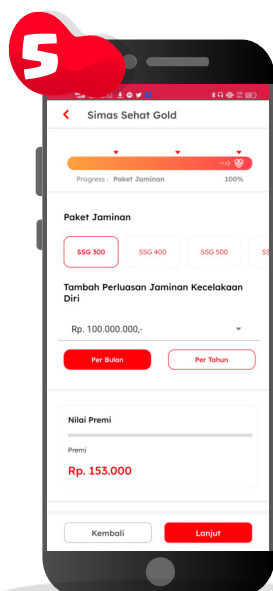 S
Simas Sehat Gold
Progress : Paket Jaminan 100%
Paket Jaminan
SSG 300 SSG 400 SSG 500 SS
Tambah Perluasan Jaminan Kecelakaan
Diri
Rp. 100.000.000,-
Per Bulan Per Tahun
Nilai Premi
Premi
Rp. 153.000
Kembali Lanjut